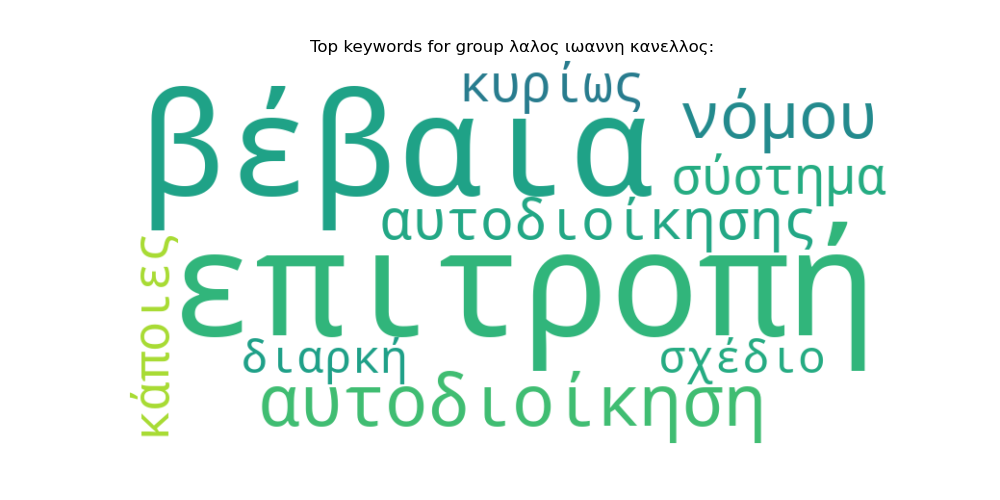 Top keywords for group λαλος ιωαννη κανελλος:
κυρίως
βέβαια
νόμου
σύστημα
αυτοδιοίκησης
κάποιες
επιτροπή
διαρκή
σχέδιο
αυτοδιοίκηση